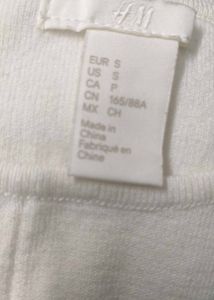 H&M
EUR S
US S
CA P
CN 165/88A
MX CH
Made in
China
Fabriqué en
Chine